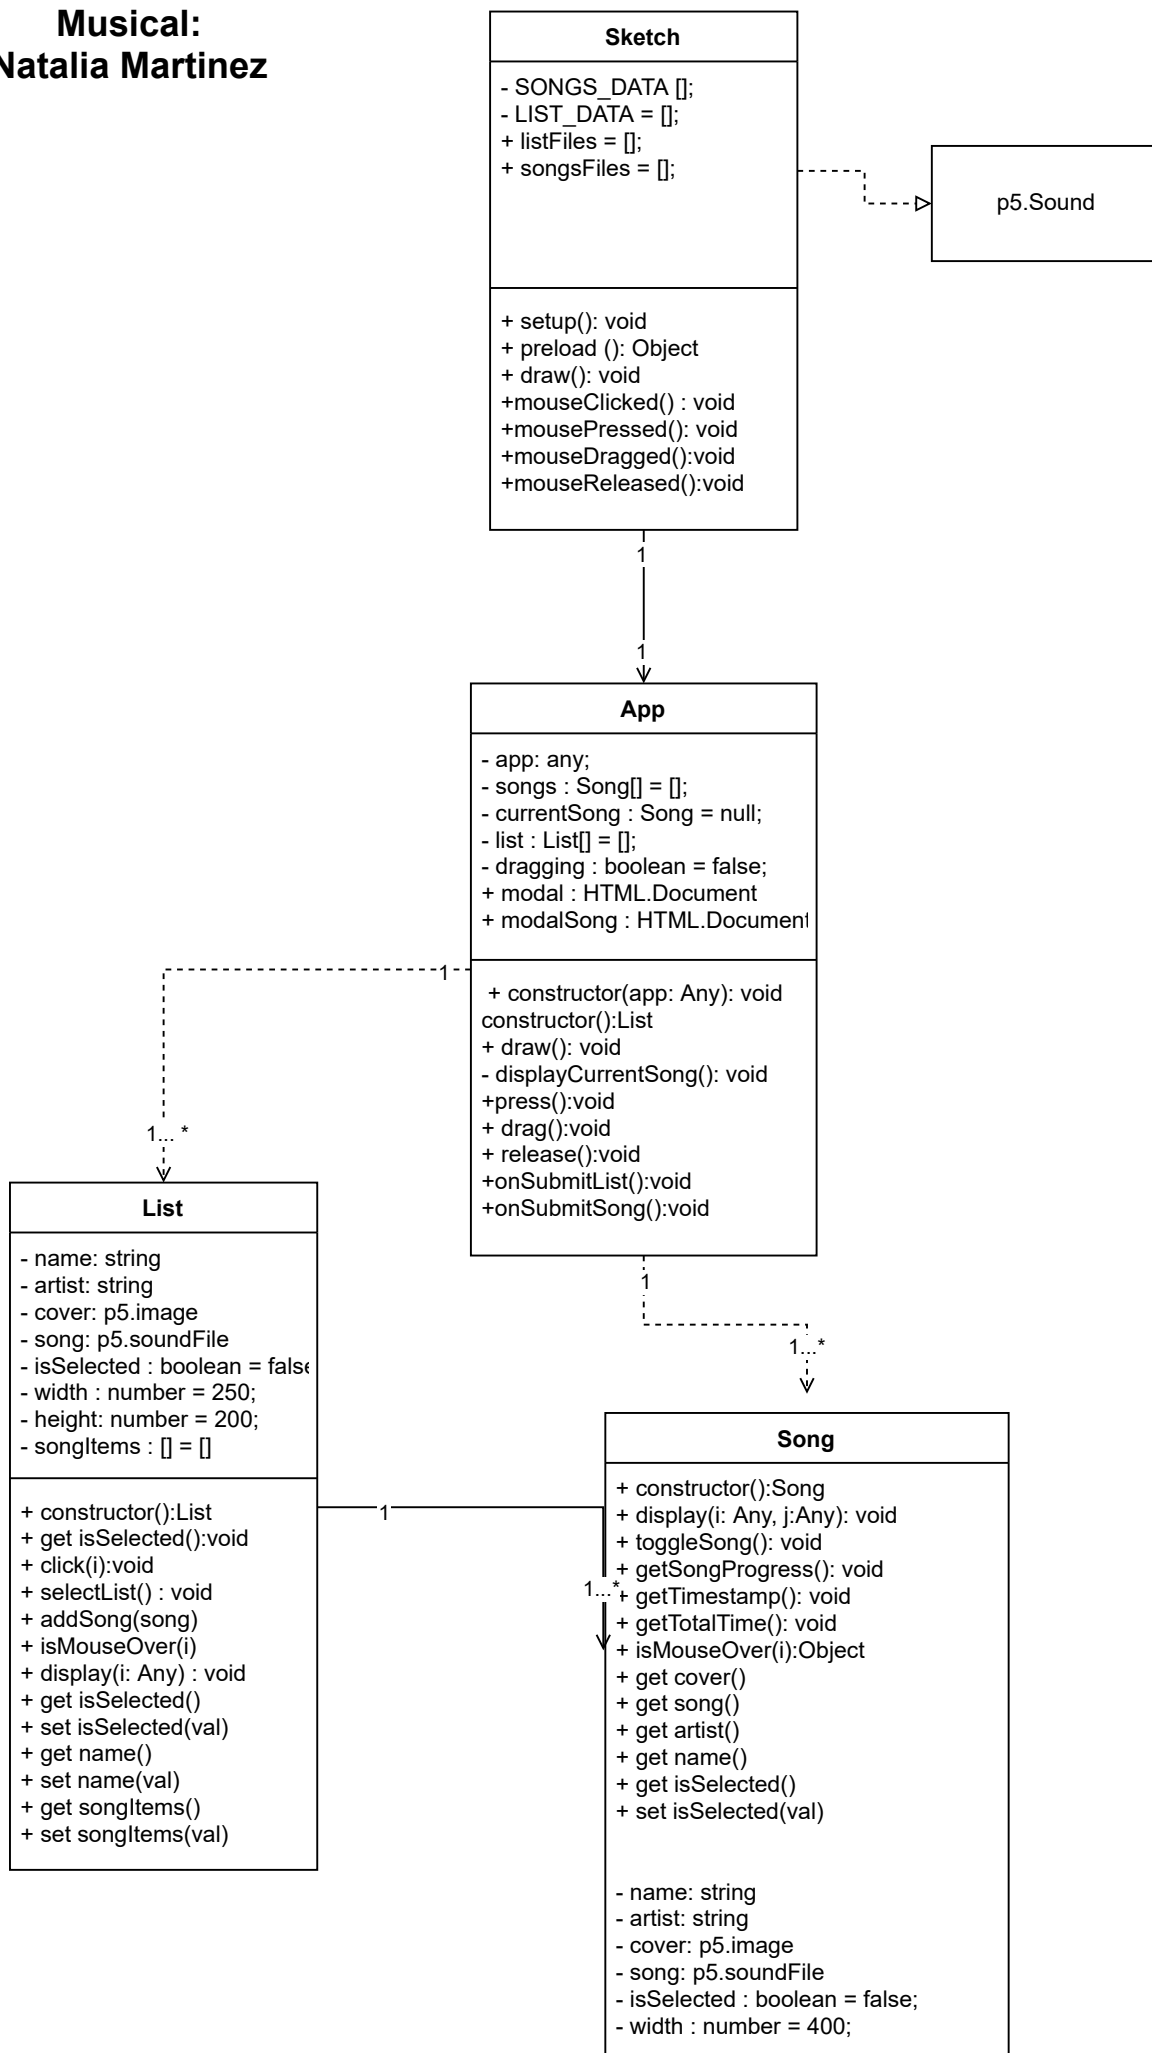 Musical:
Natalia Martinez
Sketch
- SONGS_DATA [];
- LIST_DATA = [];
+ listFiles = [];
+ songsFiles = [];
p5.Sound
+ setup(): void
+ preload (): Object
+ draw(): void
+mouseClicked() : void
+mousePressed(): void
+mouseDragged():void
+mouseReleased():void
1
1
App
- app: any;
- songs : Song[] = [];
- currentSong : Song = null;
- list : List[] = [];
- dragging : boolean = false;
+ modal : HTML.Document
+ modalSong : HTML.Document
1
+ constructor(app: Any): void
constructor():List
+ draw(): void
- displayCurrentSong(): void
+press():void
+ drag():void
+ release():void
+onSubmitList():void
+onSubmitSong():void
1... *
1
1...*
List
- name: string
- artist: string
- cover: p5.image
- song: p5.soundFile
- isSelected : boolean = false
- width : number = 250;
- height: number = 200;
- songItems : [] = []
+ constructor():List
+ get isSelected():void
+ click(i):void
+ selectList() : void
+ addSong(song)
+ isMouseOver(i)
+ display(i: Any) : void
+ get isSelected()
+ set isSelected(val)
+ get name()
+ set name(val)
+ get songItems()
+ set songItems(val)
1
1...*
Song
+ constructor():Song
+ display(i: Any, j:Any): void
+ toggleSong(): void
+ getSongProgress(): void
+ getTimestamp(): void
+ getTotalTime(): void
+ isMouseOver(i):Object
+ get cover()
+ get song()
+ get artist()
+ get name()
+ get isSelected()
+ set isSelected(val)
- name: string
- artist: string
- cover: p5.image
- song: p5.soundFile
- isSelected : boolean = false;
- width : number = 400;